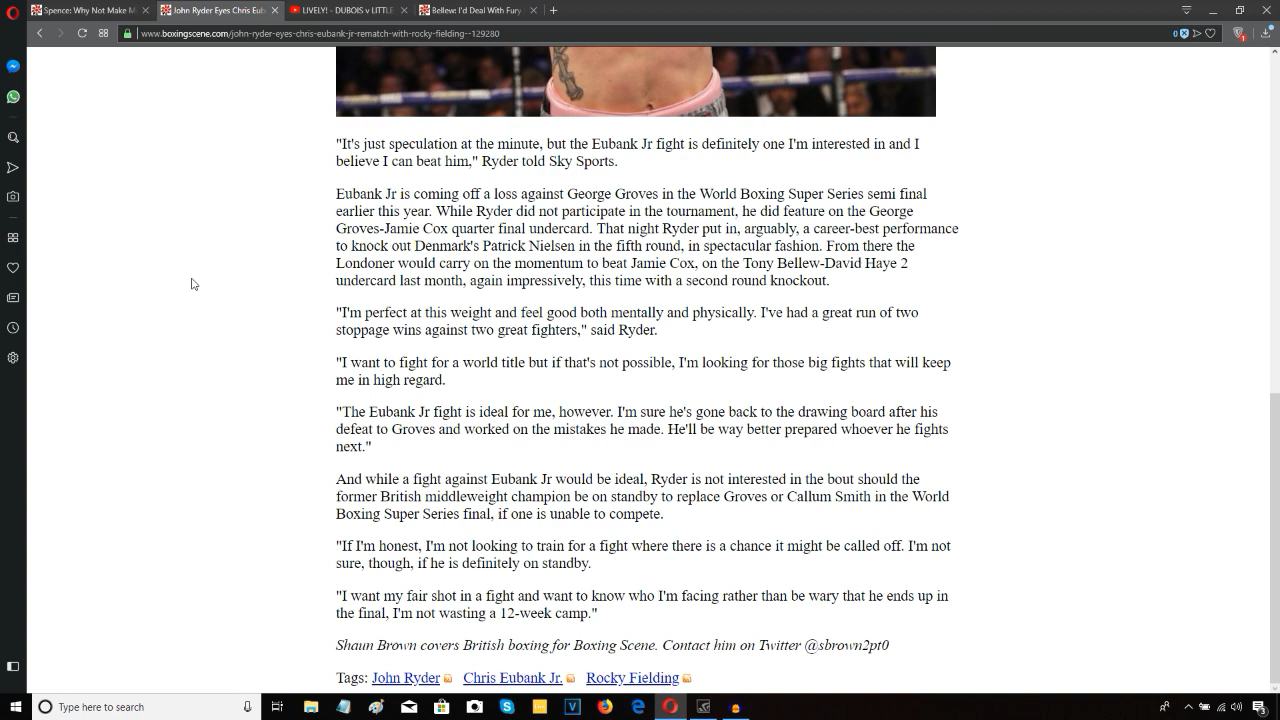 Spence: Why Not Make M
John Ryder Eyes Chris Eub
LIVELY! - DUBOIS v LITTLE
Bellew: I'd Deal With Fury
www.boxingscene.com/john-ryder-eyes-chris-eubank-jr-rematch-with-rocky-fielding--129280
0
1
"It's just speculation at the minute, but the Eubank Jr fight is definitely one I'm interested in and I
believe I can beat him," Ryder told Sky Sports.
Eubank Jr is coming off a loss against George Groves in the World Boxing Super Series semi final
earlier this year. While Ryder did not participate in the tournament, he did feature on the George
Groves-Jamie Cox quarter final undercard. That night Ryder put in, arguably, a career-best performance
to knock out Denmark's Patrick Nielsen in the fifth round, in spectacular fashion. From there the
Londoner would carry on the momentum to beat Jamie Cox, on the Tony Bellew-David Haye 2
undercard last month, again impressively, this time with a second round knockout.
"I'm perfect at this weight and feel good both mentally and physically. I've had a great run of two
stoppage wins against two great fighters," said Ryder.
"I want to fight for a world title but if that's not possible, I'm looking for those big fights that will keep
me in high regard.
"The Eubank Jr fight is ideal for me, however. I'm sure he's gone back to the drawing board after his
defeat to Groves and worked on the mistakes he made. He'll be way better prepared whoever he fights
next."
And while a fight against Eubank Jr would be ideal, Ryder is not interested in the bout should the
former British middleweight champion be on standby to replace Groves or Callum Smith in the World
Boxing Super Series final, if one is unable to compete.
"If I'm honest, I'm not looking to train for a fight where there is a chance it might be called off. I'm not
sure, though, if he is definitely on standby.
"I want my fair shot in a fight and want to know who I'm facing rather than be wary that he ends up in
the final, I'm not wasting a 12-week camp."
Shaun Brown covers British boxing for Boxing Scene. Contact him on Twitter @sbrown2pt0
Tags: John Ryder Chris Eubank Jr. Rocky Fielding
Type here to search